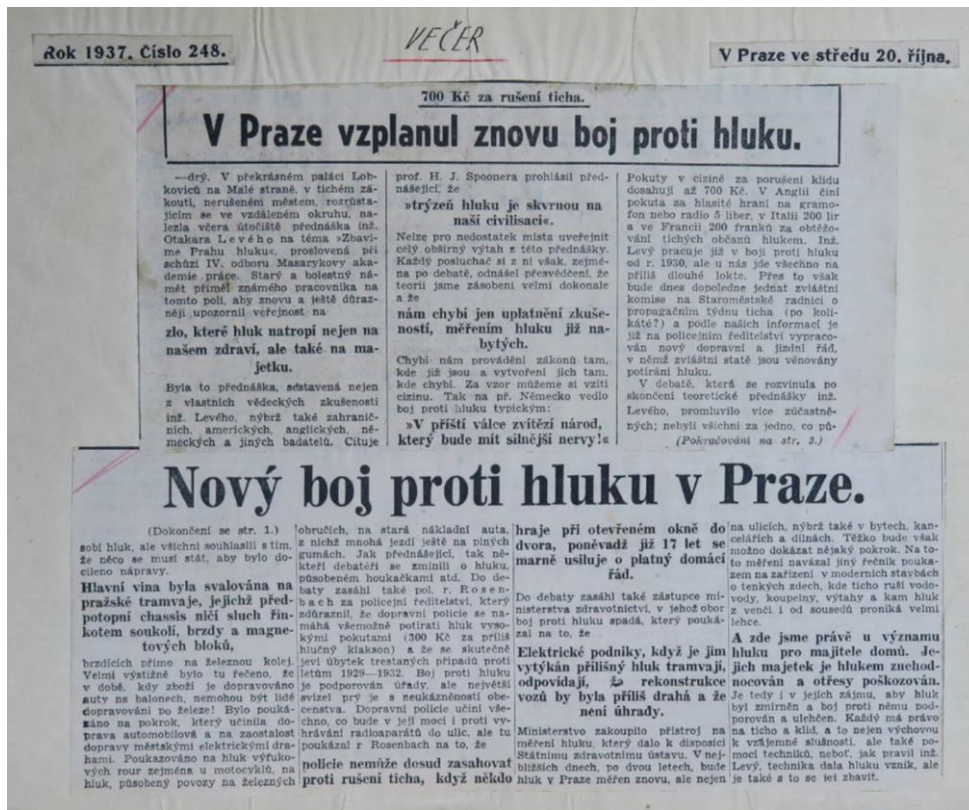 Rok 1937. Číslo 248.
VEČER
V Praze ve středu 20. října.
700 Kč za rušení ticha.
V Praze vzplanul znovu boj proti hluku.
—drý. V překrásném paláci Lob-
koviců na Malé straně, v tichém zá-
koutí, nerušeném městem, rozrůsta-
jícím se ve vzdáleném okruhu, na-
lezla včera útočiště přednáška inž.
Otakara Levého na téma »Zbaví-
me Prahu hluku«, proslovená při
schůzi IV. odboru Masarykovy aka-
demie práce. Starý a bolestný ná-
mět přiměl známého pracovníka na
tomto poli, aby znovu a ještě důraz-
něji upozornil veřejnost na
zlo, které hluk natropí nejen na
našem zdraví, ale také na ma-
jetku.
Byla to přednáška, sestavená nejen
z vlastních vědeckých zkušeností
inž. Levého, nýbrž také zahranič-
ních, amerických, anglických, ně-
meckých a jiných badatelů. Cituje
prof. H. J. Spoonera prohlásil před-
nášející, že
»trýzeň hluku je skvrnou na
naší civilisaci«.
Nelze pro nedostatek místa uveřejnit
celý obšírný výtah z této přednášky.
Každý posluchač si z ní však, zejmé-
na po debatě, odnášel přesvědčení, že
teorií jsme zásobeni velmi dokonale
a že
nám chybí jen uplatnění zkuše-
ností, měřením hluku již na-
bytých.
Chybí nám provádění zákonů tam,
kde již jsou a vytvoření jich tam,
kde chybí. Za vzor můžeme si vzíti
cizinu. Tak na př. Německo vedlo
boj proti hluku typickým:
»V příští válce zvítězí národ,
který bude mít silnější nervy!«
Pokuty v cizině za porušení klidu
dosahují až 700 Kč. V Anglii činí
pokuta za hlasité hraní na gramo-
fon nebo radio 5 liber, v Italii 200 lir
a ve Francii 200 franků za obtěžo-
vání tichých občanů hlukem. Inž.
Levý pracuje již v boji proti hluku
od r. 1930, ale u nás jde všechno na
příliš dlouhé lokte. Přes to však
bude dnes dopoledne jednat zvláštní
komise na Staroměstské radnici o
propagačním týdnu ticha (po koli-
káté?) a podle našich informací je
již na policejním ředitelství vypraco-
ván nový dopravní a jízdní řád,
v němž zvláštní statě jsou věnovány
potírání hluku.
V debatě, která se rozvinula po
skončení teoretické přednášky inž.
Levého, promluvilo více zúčastně-
ných; nebyli všichni za jedno, co pů-
(Pokračování na str. 3.)
Nový boj proti hluku v Praze.
(Dokončení se str. 1.)
sobí hluk, ale všichni souhlasili s tím,
že něco se musí stát, aby bylo do-
cíleno nápravy.
Hlavní vina byla svalována na
pražské tramvaje, jejichž před-
potopní chassis ničí sluch řin-
kotem soukolí, brzdy a magne-
tových bloků,
brzdících přímo na železnou kolej.
Velmi výstižně bylo tu řečeno, že
v době, kdy zboží je dopravováno
auty na balonech, nemohou být lidé
dopravováni po železe! Bylo pouká-
záno na pokrok, který učinila do-
prava automobilová a na zaostalost
dopravy městskými elektrickými dra-
hami. Poukazováno na hluk výfuko-
vých rour zejména u motocyklů, na
hluk, působený povozy na železných
obručích, na stará nákladní auta,
z nichž mnohá jezdí ještě na plných
gumách. Jak přednášející, tak ně-
kteří debatéři se zmínili o hluku,
působeném houkačkami atd. Do de-
baty zasáhl také pol. r. Rosen-
bach za policejní ředitelství, který
zdůraznil, že dopravní policie se na-
máhá všemožně potírati hluk vyso-
kými pokutami (300 Kč za příliš
hlučný klakson) a že se skutečně
jeví úbytek trestaných případů proti
letům 1929—1932. Boj proti hluku
je podporován úřady, ale největší
svízel prý je a neukázněnosti obe-
censtva. Dopravní policie učiní vše-
chno, co bude v její moci i proti vy-
hrávání radioaparátů do ulic, ale tu
poukázal r Rosenbach na to, že
policie nemůže dosud zasahovat
proti rušení ticha, když někdo
hraje při otevřeném okně do
dvora, poněvadž již 17 let se
marně usiluje o platný domácí
řád.
Do debaty zasáhl také zástupce mi-
nisterstva zdravotnictví, v jehož obor
boj proti hluku spadá, který pouká-
zal na to, že
Elektrické podniky, když je jim
vytýkán přílišný hluk tramvají,
odpovídají, že rekonstrukce
vozů by byla příliš drahá a že
není úhrady.
Ministerstvo zakoupilo přístroj na
měření hluku, který dalo k disposici
Státnímu zdravotnímu ústavu. V nej-
bližších dnech, po dvou letech, bude
hluk v Praze měřen znovu, ale nejen
na ulicích, nýbrž také v bytech, kan-
celářích a dílnách. Těžko bude však
možno dokázat nějaký pokrok. Na to-
to měření navázal jiný řečník pouka-
zem na zařízení v moderních stavbách
o tenkých zdech, kde ticho ruší vodo-
vody, koupelny, výtahy a kam hluk
z venčí i od sousedů proniká velmi
lehce.
A zde jsme právě u významu
hluku pro majitele domů. Je-
jich majetek je hlukem znehod-
nocován a otřesy poškozován.
Je tedy i v jejich zájmu, aby hluk
byl zmírněn a boj proti němu pod-
porován a ulehčen. Každý má právo
na ticho a klid, a to nejen výchovou
k vzájemné slušnosti, ale také po-
mocí techniků, neboť, jak pravil inž.
Levý, technika dala hluku vznik, ale
je také s to se jej zbavit.